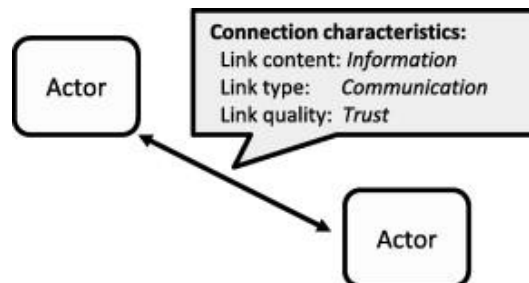 Connection characteristics:
Link content: Information
Link type: Communication
Link quality: Trust
Actor
Actor